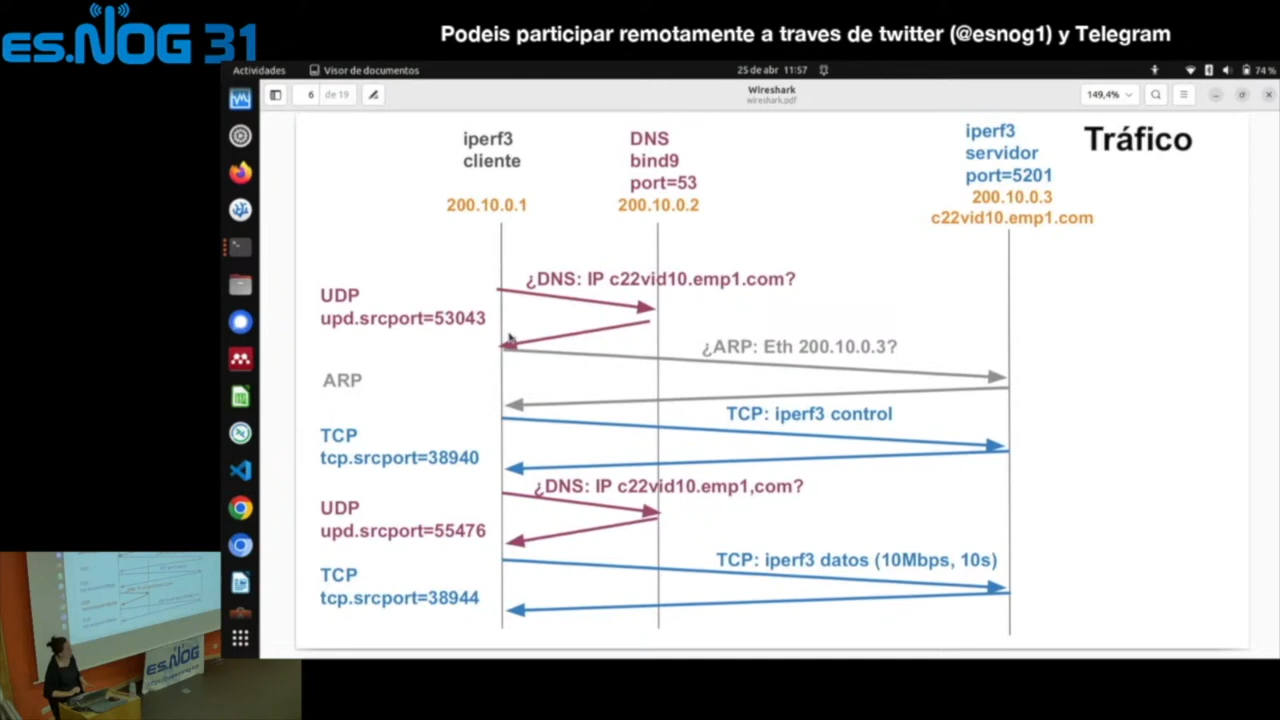 es.NOG 31
Podeis participar remotamente a traves de twitter (@esnog1) y Telegram
Actividades
Visor de documentos
25 de abr 11:57
74 %
6
de 19
Wireshark
wireshark.pdf
149,4%
Tráfico
iperf3
cliente
200.10.0.1
DNS
bind9
port=53
200.10.0.2
iperf3
servidor
port=5201
200.10.0.3
c22vid10.emp1.com
¿DNS: IP c22vid10.emp1.com?
UDP
upd.srcport=53043
¿ARP: Eth 200.10.0.3?
ARP
TCP: iperf3 control
TCP
tcp.srcport=38940
¿DNS: IP c22vid10.emp1,com?
UDP
upd.srcport=55476
TCP: iperf3 datos (10Mbps, 10s)
TCP
tcp.srcport=38944
es.NOG